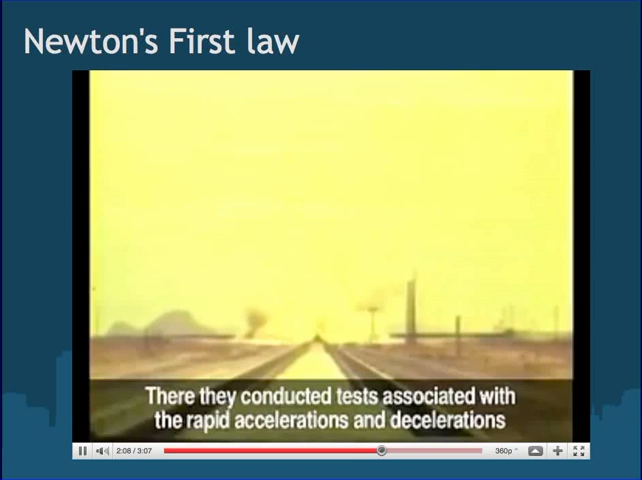 Newton's First law
There they conducted tests associated with
the rapid accelerations and decelerations
2:08 / 3:07
360p